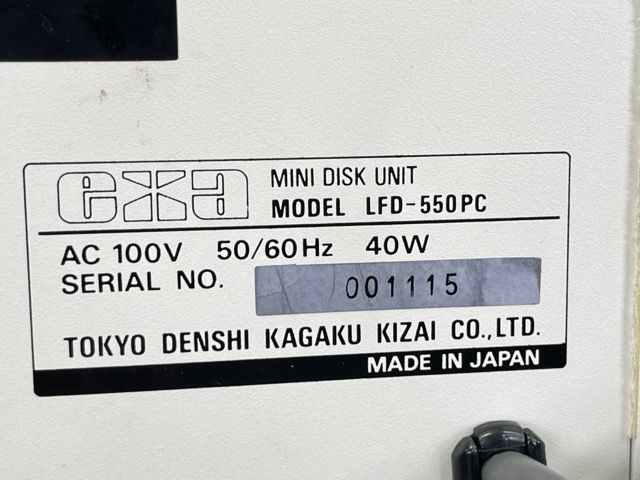 exa
MINI DISK UNIT
MODEL LFD-550PC
AC 100V 50/60Hz 40W
SERIAL NO. 001115
TOKYO DENSHI KAGAKU KIZAI CO.,LTD.
MADE IN JAPAN